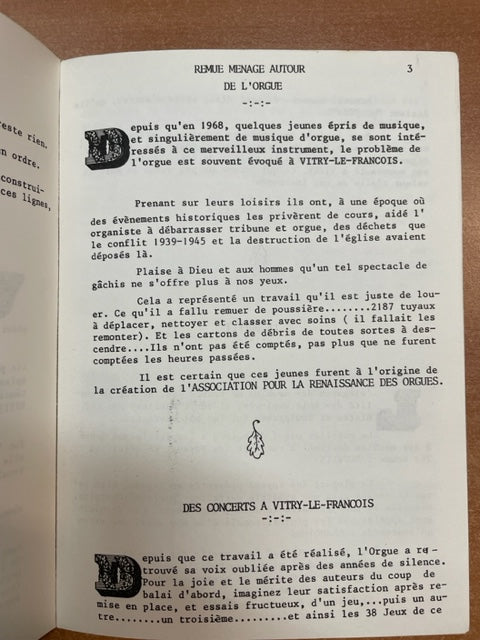 este rien.
en ordre.
construi-
ces lignes,
REMUE MENAGE AUTOUR 3
DE L'ORGUE
-:-:-
Depuis qu'en 1968, quelques jeunes épris de musique,
et singulièrement de musique d'orgue, se sont inté-
ressés à ce merveilleux instrument, le problème de
l'orgue est souvent évoqué à VITRY-LE-FRANCOIS.
Prenant sur leurs loisirs ils ont, à une époque où
des évènements historiques les privèrent de cours, aidé l'
organiste à débarrasser tribune et orgue, des déchets que
le conflit 1939-1945 et la destruction de l'église avaient
déposés là.
Plaise à Dieu et aux hommes qu'un tel spectacle de
gâchis ne s'offre plus à nos yeux.
Cela a représenté un travail qu'il est juste de lou-
er. Ce qu'il a fallu remuer de poussière........2187 tuyaux
à déplacer, nettoyer et classer avec soins ( il fallait les
remonter). Et les cartons de débris de toutes sortes à des-
cendre....Ils n'ont pas été comptés, pas plus que ne furent
comptées les heures passées.
Il est certain que ces jeunes furent à l'origine de
la création de l'ASSOCIATION POUR LA RENAISSANCE DES ORGUES.
DES CONCERTS A VITRY-LE-FRANCOIS
-:-:-
Depuis que ce travail a été réalisé, l'Orgue a re-
trouvé sa voix oubliée après des années de silence.
Pour la joie et le mérite des auteurs du coup de
balai d'abord, imaginez leur satisfaction après re-
mise en place, et essais fructueux, d'un jeu,...puis un au-
tre........un troisième.........et ainsi les 38 Jeux de ce